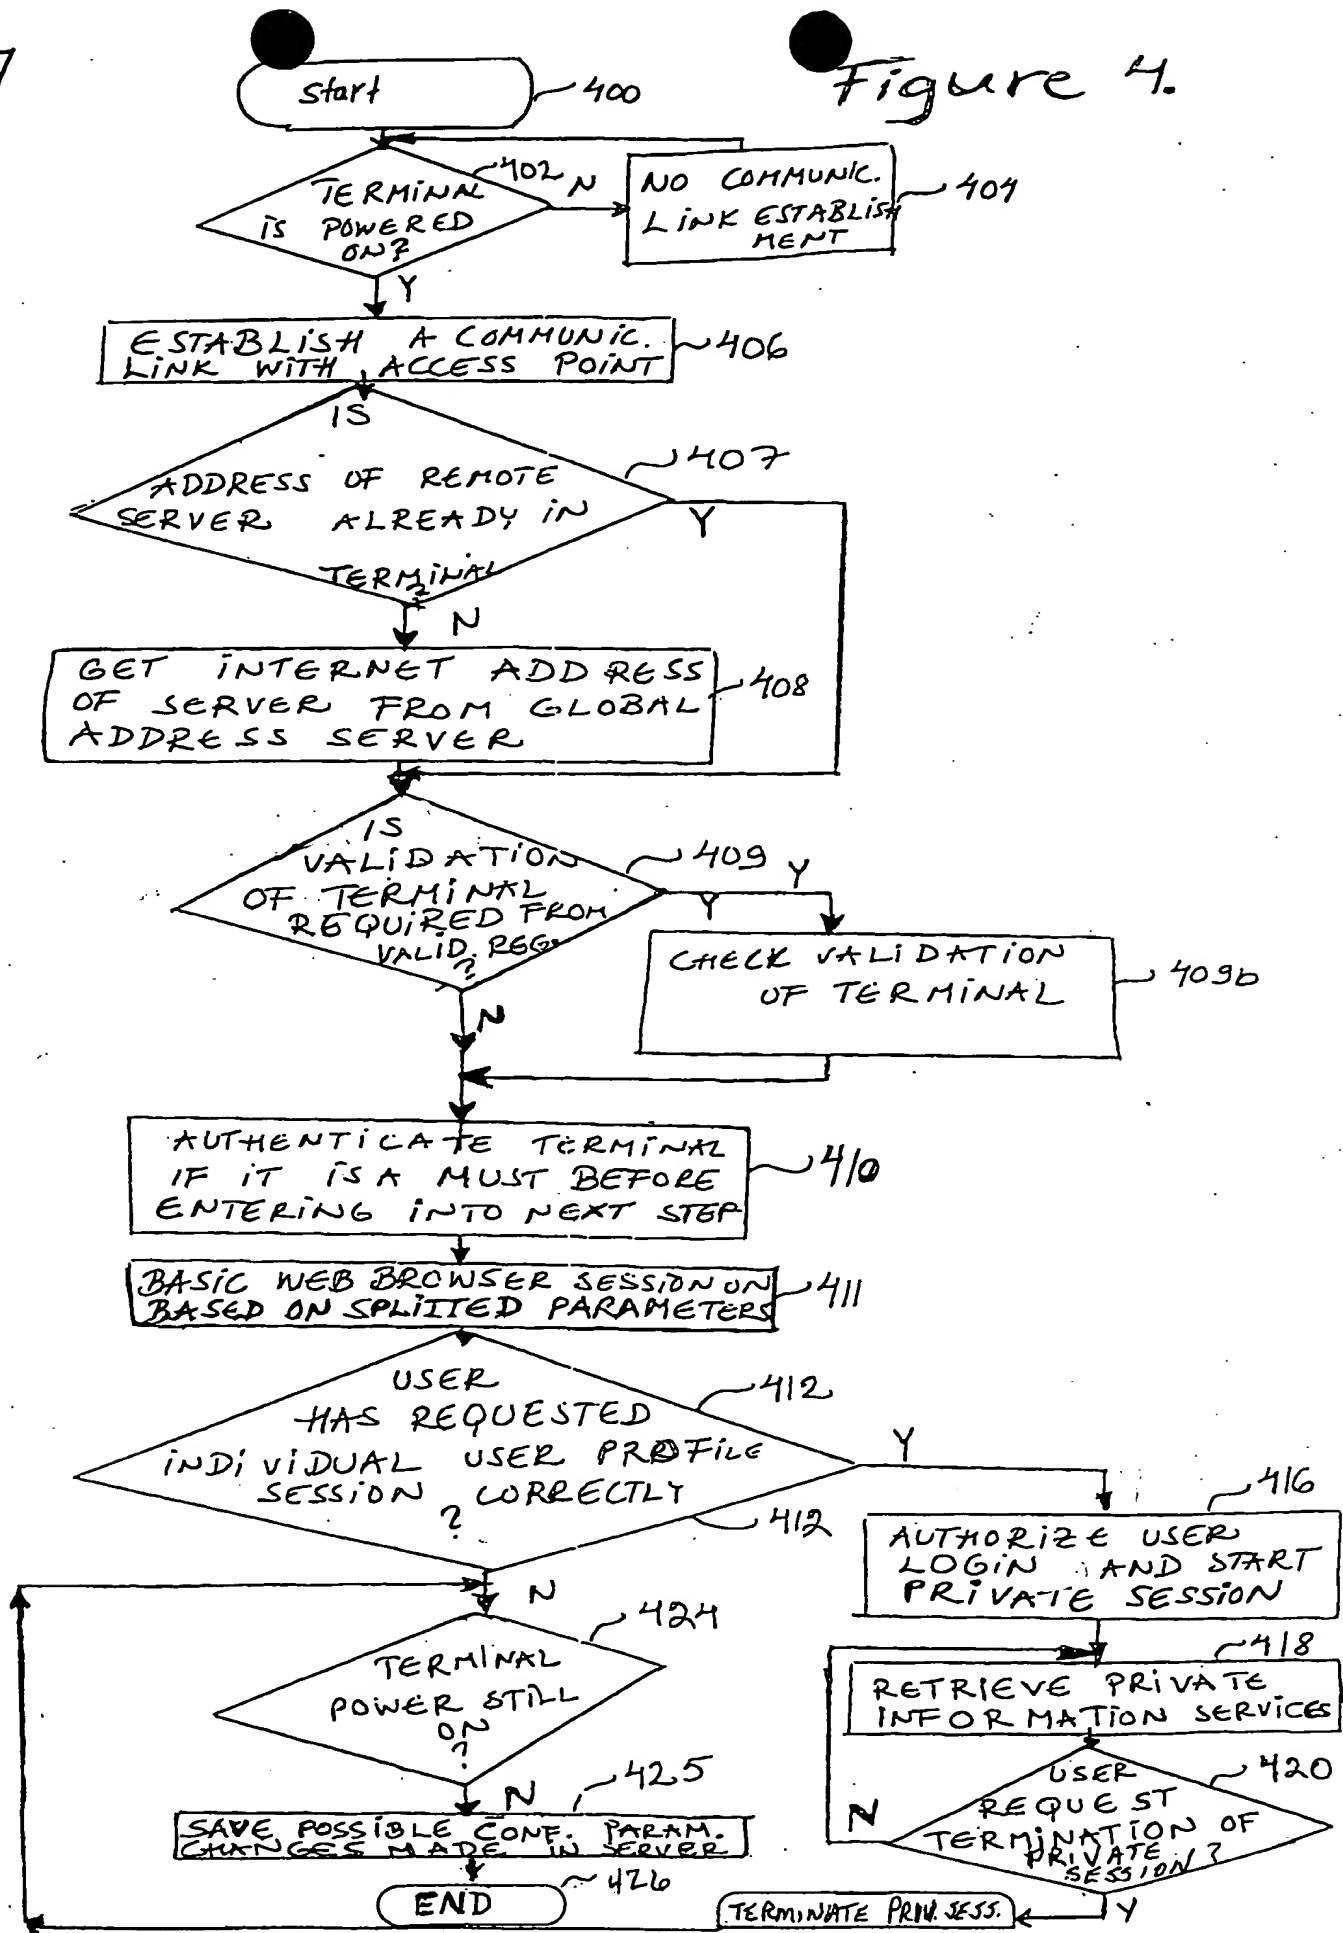 7
Figure 4.
start
400
402
TERMINAL
IS POWERED
ON?
N
NO COMMUNIC.
LINK ESTABLISH
MENT
404
Y
ESTABLISH A COMMUNIC.
LINK WITH ACCESS POINT
406
IS
ADDRESS OF REMOTE
SERVER ALREADY IN
TERMINAL
?
407
Y
N
GET INTERNET ADDRESS
OF SERVER FROM GLOBAL
ADDRESS SERVER
408
IS
VALIDATION
OF TERMINAL
REQUIRED FROM
VALID. REG.
?
409
Y
Y
CHECK VALIDATION
OF TERMINAL
409b
N
AUTHENTICATE TERMINAL
IF IT IS A MUST BEFORE
ENTERING INTO NEXT STEP
410
BASIC WEB BROWSER SESSION ON
BASED ON SPLITTED PARAMETERS
411
USER
HAS REQUESTED
INDIVIDUAL USER PROFILE
SESSION CORRECTLY
?
412
412
Y
416
AUTHORIZE USER
LOGIN AND START
PRIVATE SESSION
N
424
TERMINAL
POWER STILL
ON
?
418
RETRIEVE PRIVATE
INFORMATION SERVICES
420
USER
REQUEST
TERMINATION OF
PRIVATE
SESSION?
N
N
425
SAVE POSSIBLE CONF. PARAM.
CHANGES MADE IN SERVER
426
END
TERMINATE PRIV. SESS.
Y